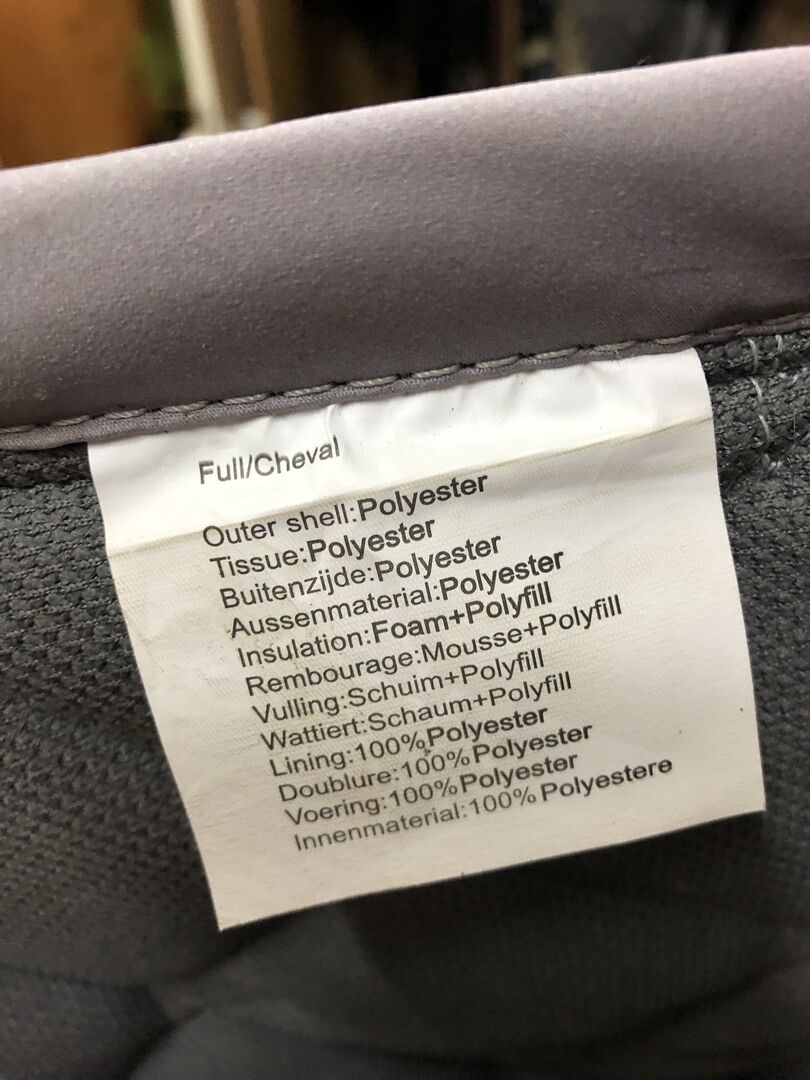 Full/Cheval
Outer shell:Polyester
Tissue:Polyester
Buitenzijde:Polyester
Aussenmaterial:Polyester
Insulation:Foam+Polyfill
Rembourage:Mousse+Polyfill
Vulling:Schuim+Polyfill
Wattiert:Schaum+Polyfill
Lining:100%Polyester
Doublure:100%Polyester
Voering:100%Polyester
Innenmaterial:100%Polyestere